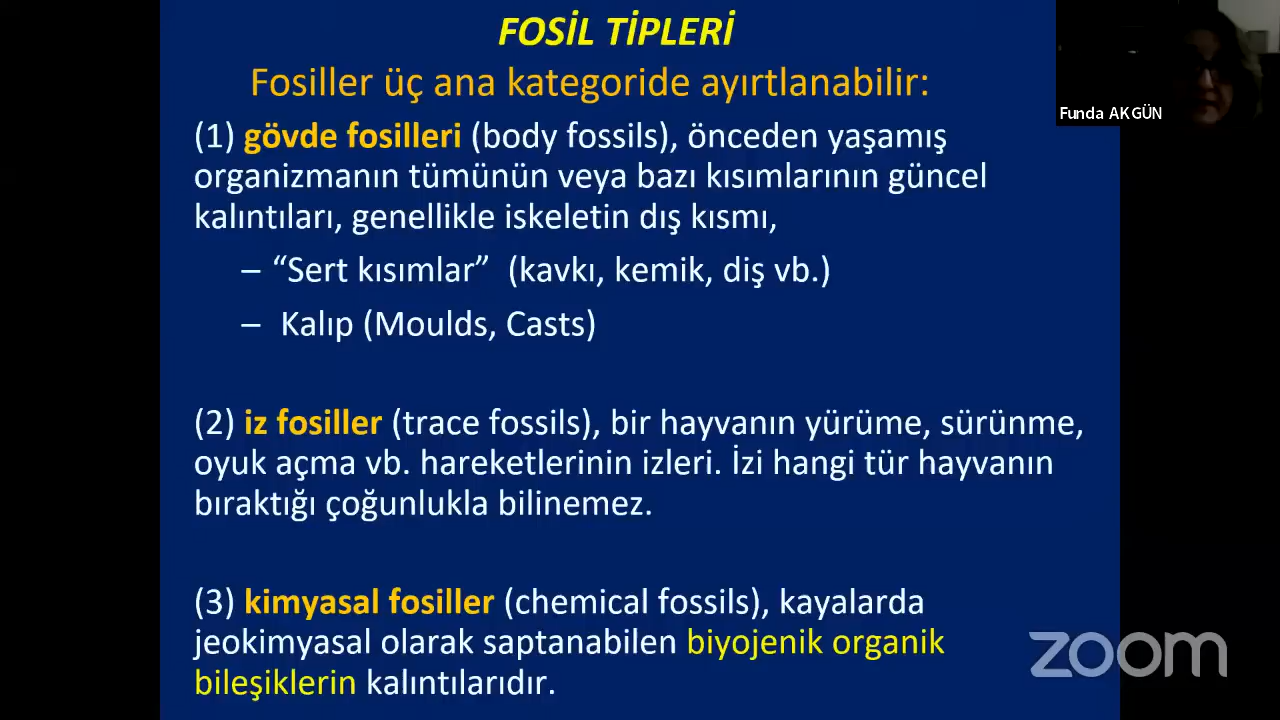 FOSİL TİPLERİ
Fosiller üç ana kategoride ayırtlanabilir:
Funda AKGÜN
(1) gövde fosilleri (body fossils), önceden yaşamış
organizmanın tümünün veya bazı kısımlarının güncel
kalıntıları, genellikle iskeletin dış kısmı,
– “Sert kısımlar” (kavkı, kemik, diş vb.)
– Kalıp (Moulds, Casts)
(2) iz fosiller (trace fossils), bir hayvanın yürüme, sürünme,
oyuk açma vb. hareketlerinin izleri. İzi hangi tür hayvanın
bıraktığı çoğunlukla bilinemez.
(3) kimyasal fosiller (chemical fossils), kayalarda
jeokimyasal olarak saptanabilen biyojenik organik
bileşiklerin kalıntılarıdır.
zoom